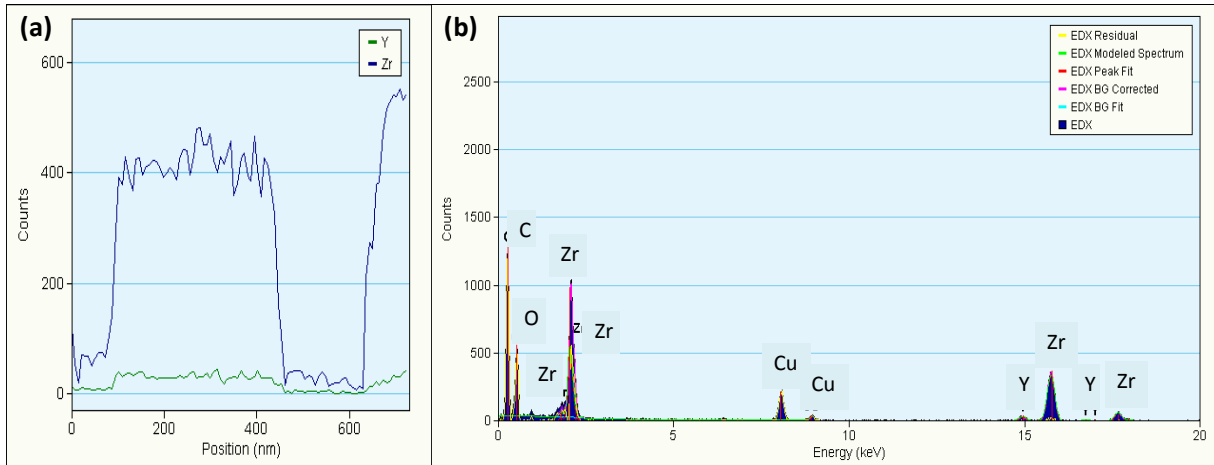 (a)
Y
Zr
600
400
200
0
0
200
400
600
Counts
Position (nm)
(b)
EDX Residual
EDX Modeled Spectrum
EDX Peak Fit
EDX BG Corrected
EDX BG Fit
EDX
2500
2000
1500
1000
500
0
Counts
C
Zr
O
Zr
Zr
Cu
Cu
Y
Zr
Y
Zr
0
5
10
15
20
Energy (keV)